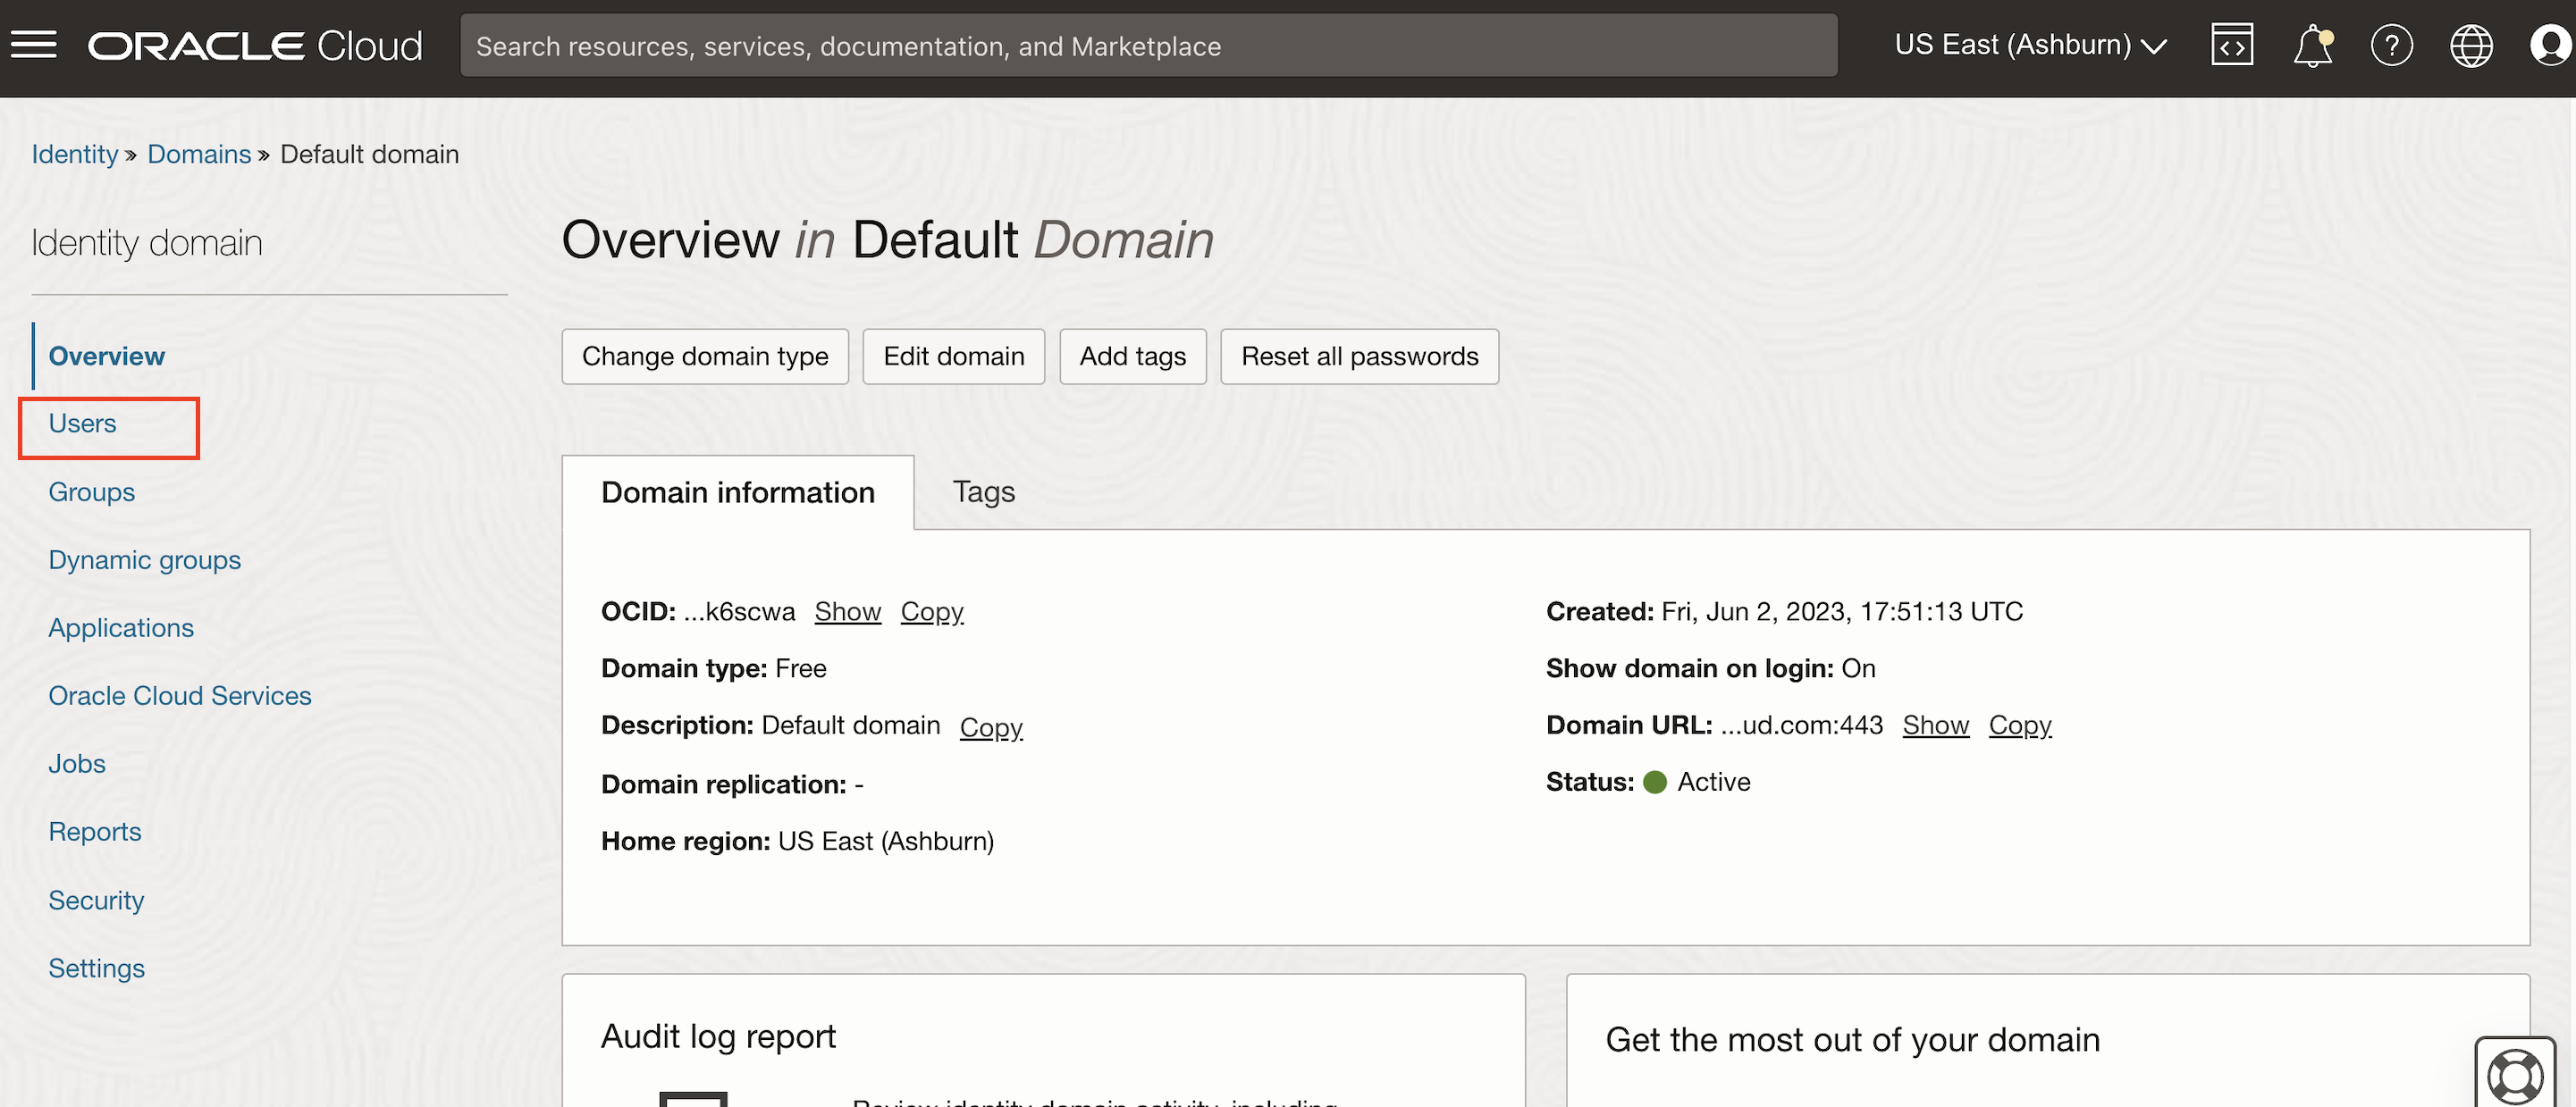 ORACLE Cloud
Search resources, services, documentation, and Marketplace
US East (Ashburn)
Identity » Domains » Default domain
Identity domain
Overview
Users
Groups
Dynamic groups
Applications
Oracle Cloud Services
Jobs
Reports
Security
Settings
Overview in Default Domain
Change domain type
Edit domain
Add tags
Reset all passwords
Domain information
Tags
OCID: ...k6scwa Show Copy
Domain type: Free
Description: Default domain Copy
Domain replication: -
Home region: US East (Ashburn)
Created: Fri, Jun 2, 2023, 17:51:13 UTC
Show domain on login: On
Domain URL: ...ud.com:443 Show Copy
Status: Active
Audit log report
Review identity domain activity, including
Get the most out of your domain